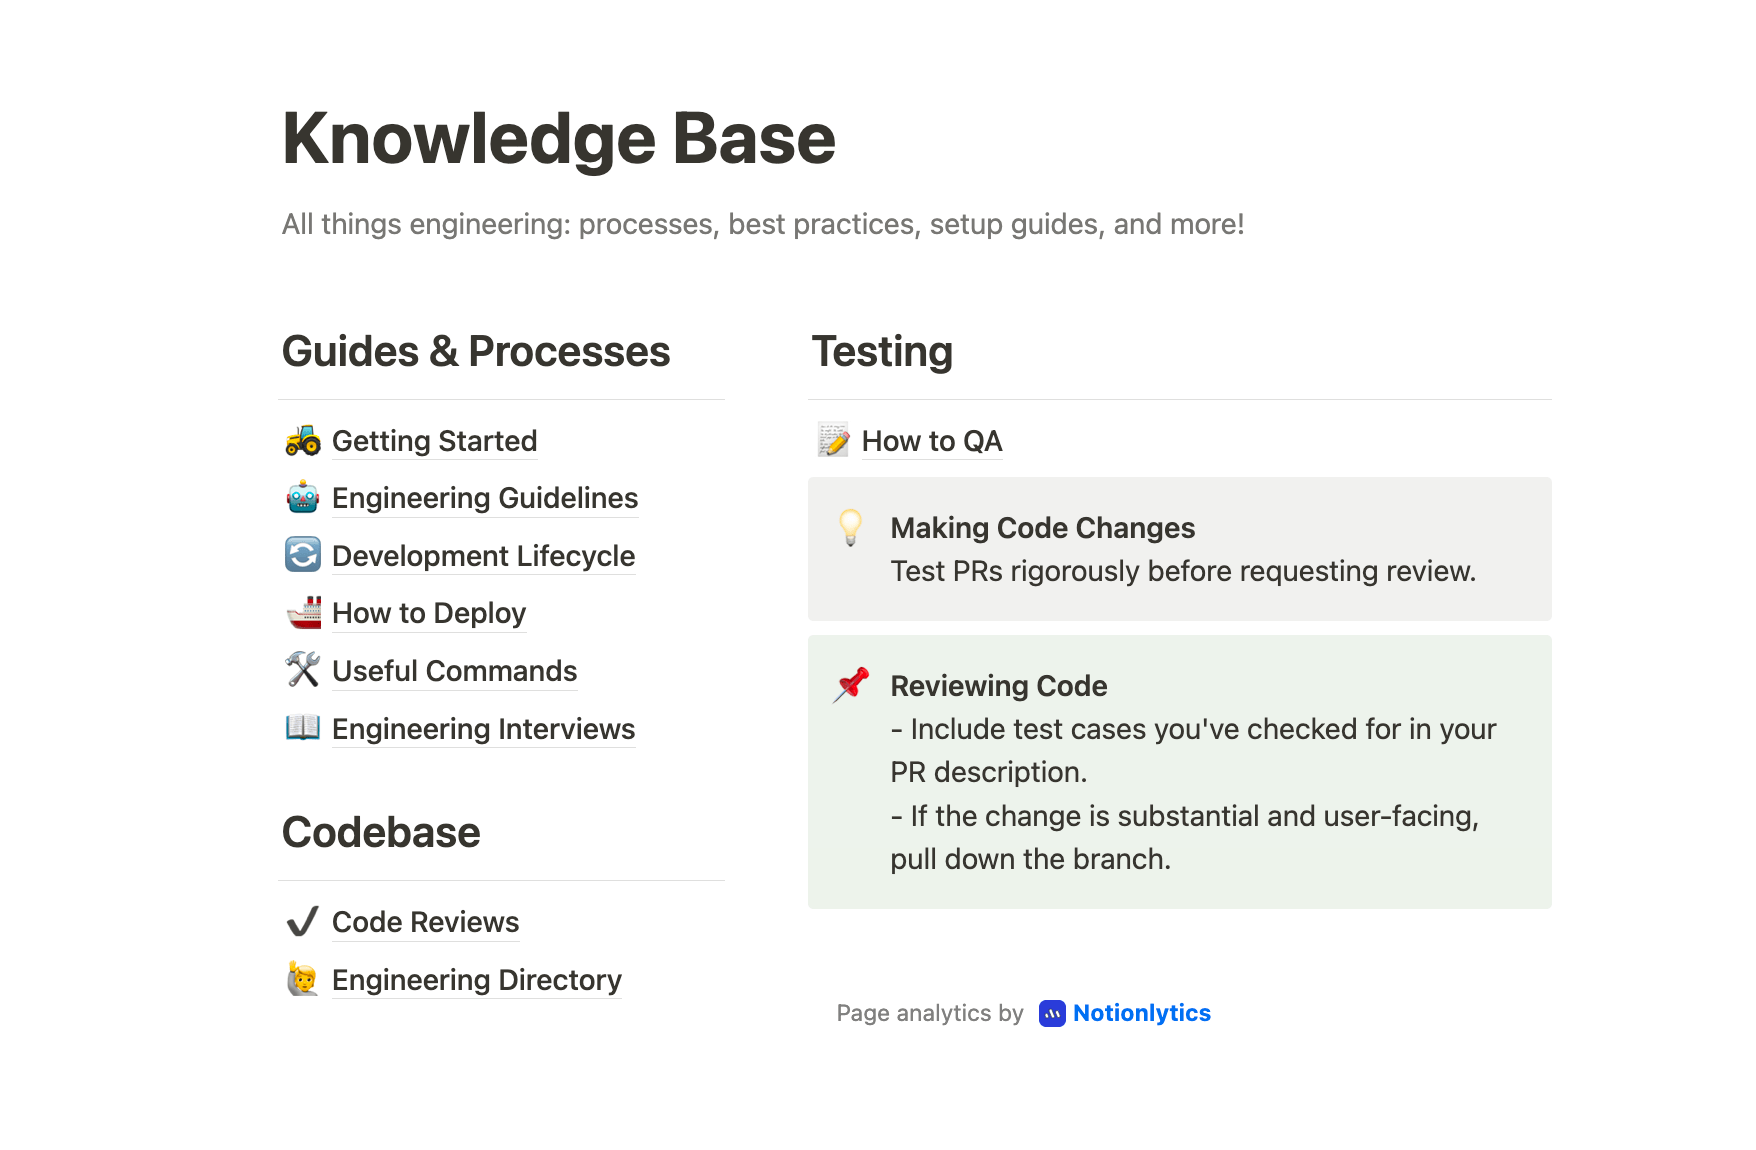 Knowledge Base
All things engineering: processes, best practices, setup guides, and more!
Guides & Processes
Getting Started
Engineering Guidelines
Development Lifecycle
How to Deploy
Useful Commands
Engineering Interviews
Codebase
Code Reviews
Engineering Directory
Testing
How to QA
Making Code Changes
Test PRs rigorously before requesting review.
Reviewing Code
- Include test cases you've checked for in your
PR description.
- If the change is substantial and user-facing,
pull down the branch.
Page analytics by Notionlytics